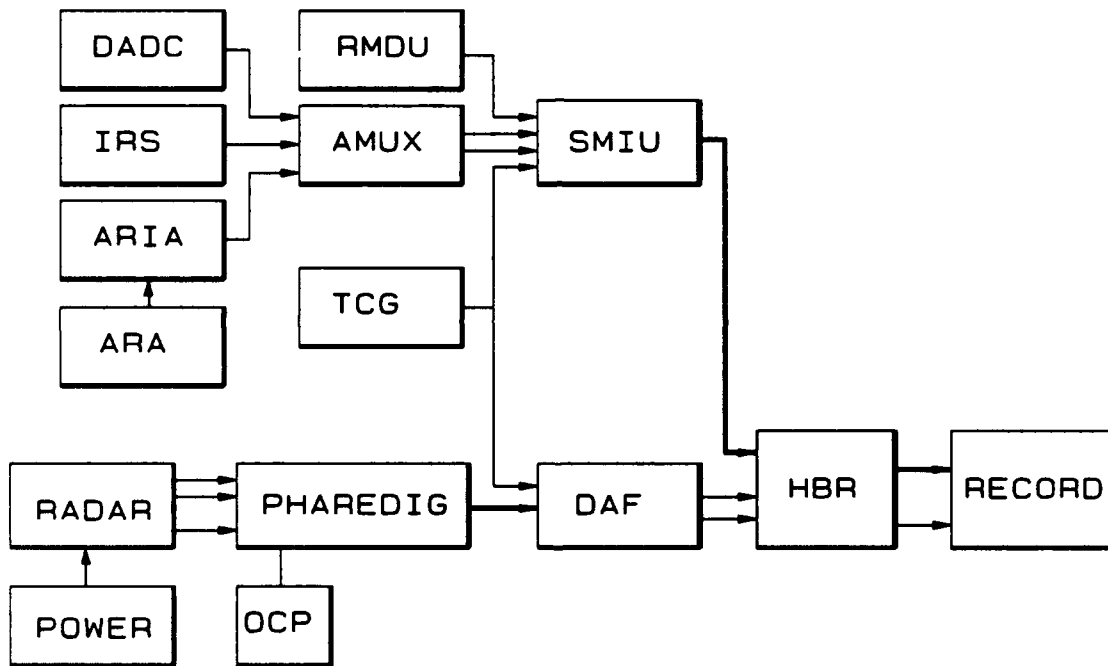 DADC
RMDU
IRS
AMUX
SMIU
ARIA
TCG
ARA
RADAR
PHAREDIG
DAF
HBR
RECORD
POWER
OCP